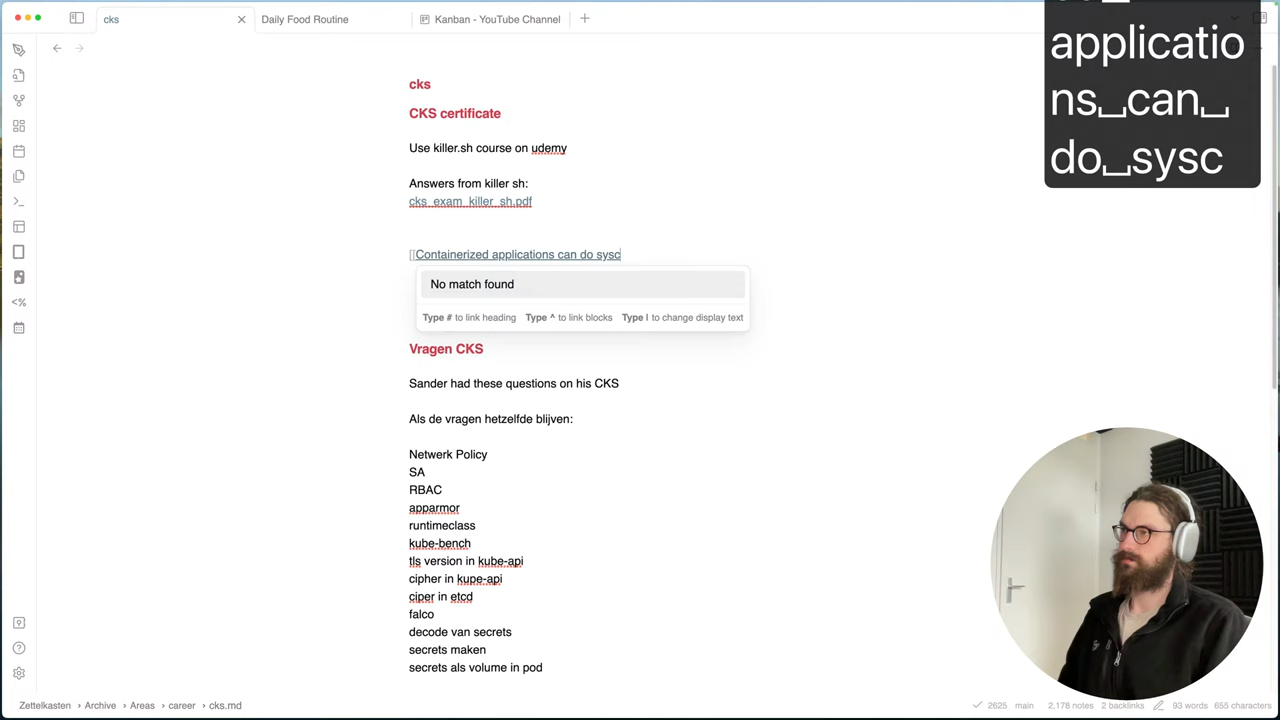 cks
Daily Food Routine
Kanban - YouTube Channel
applicatio
ns␣can␣
do␣sysc
cks
CKS certificate
Use killer.sh course on udemy
Answers from killer sh:
cks_exam_killer_sh.pdf
[[Containerized applications can do sysc
No match found
Type # to link heading Type ^ to link blocks Type | to change display text
Vragen CKS
Sander had these questions on his CKS
Als de vragen hetzelfde blijven:
Netwerk Policy
SA
RBAC
apparmor
runtimeclass
kube-bench
tls version in kube-api
cipher in kupe-api
ciper in etcd
falco
decode van secrets
secrets maken
secrets als volume in pod
Zettelkasten › Archive › Areas › career › cks.md
2625 main 2,178 notes 2 backlinks 93 words 655 characters